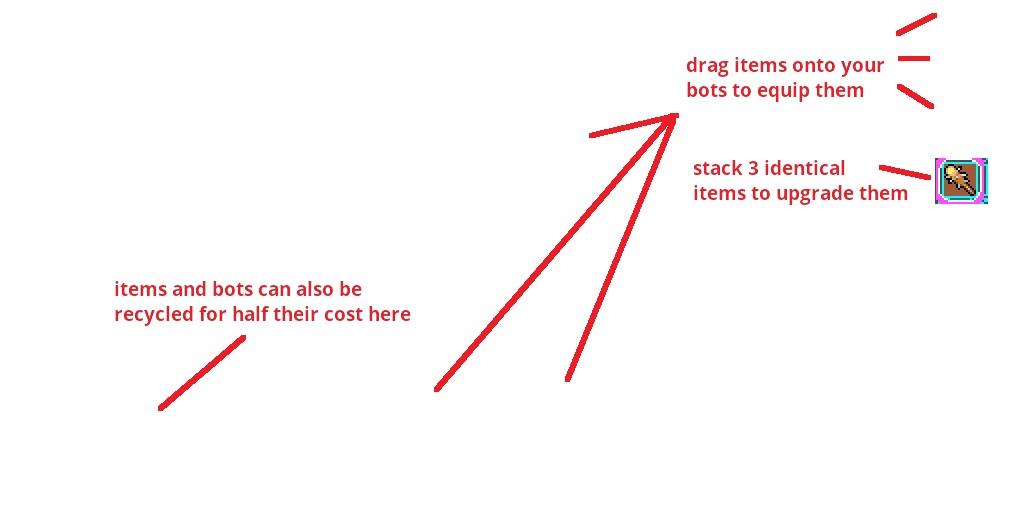 drag items onto your
bots to equip them
stack 3 identical
items to upgrade them
items and bots can also be
recycled for half their cost here